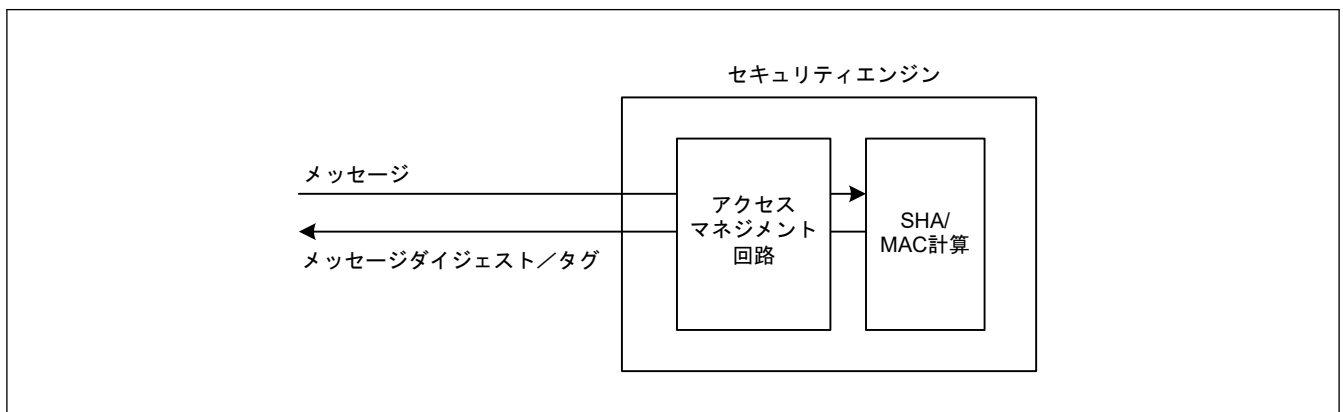 セキュリティエンジン
メッセージ
メッセージダイジェスト／タグ
アクセス
マネジメント
回路
SHA/
MAC計算